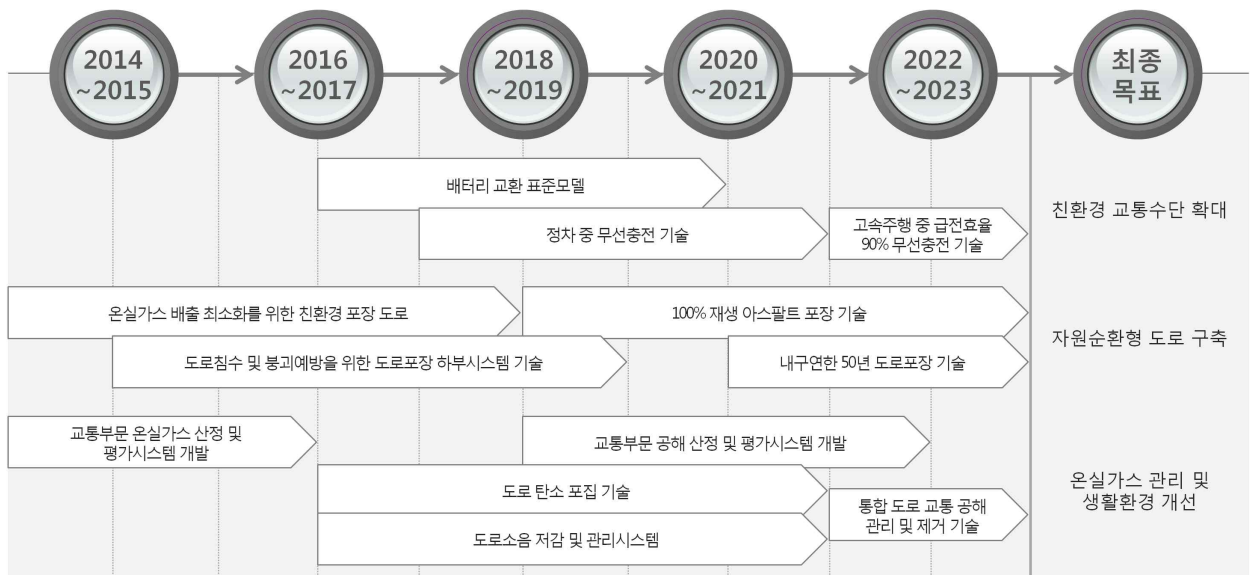 2014
~2015
2016
~2017
2018
~2019
2020
~2021
2022
~2023
최종
목표
배터리 교환 표준모델
정차 중 무선충전 기술
고속주행 중 급전효율
90% 무선충전 기술
친환경 교통수단 확대
온실가스 배출 최소화를 위한 친환경 포장 도로
100% 재생 아스팔트 포장 기술
도로침수 및 붕괴예방을 위한 도로포장 하부시스템 기술
내구연한 50년 도로포장 기술
자원순환형 도로 구축
교통부문 온실가스 산정 및
평가시스템 개발
교통부문 공해 산정 및 평가시스템 개발
도로 탄소 포집 기술
도로소음 저감 및 관리시스템
통합 도로 교통 공해
관리 및 제거 기술
온실가스 관리 및
생활환경 개선